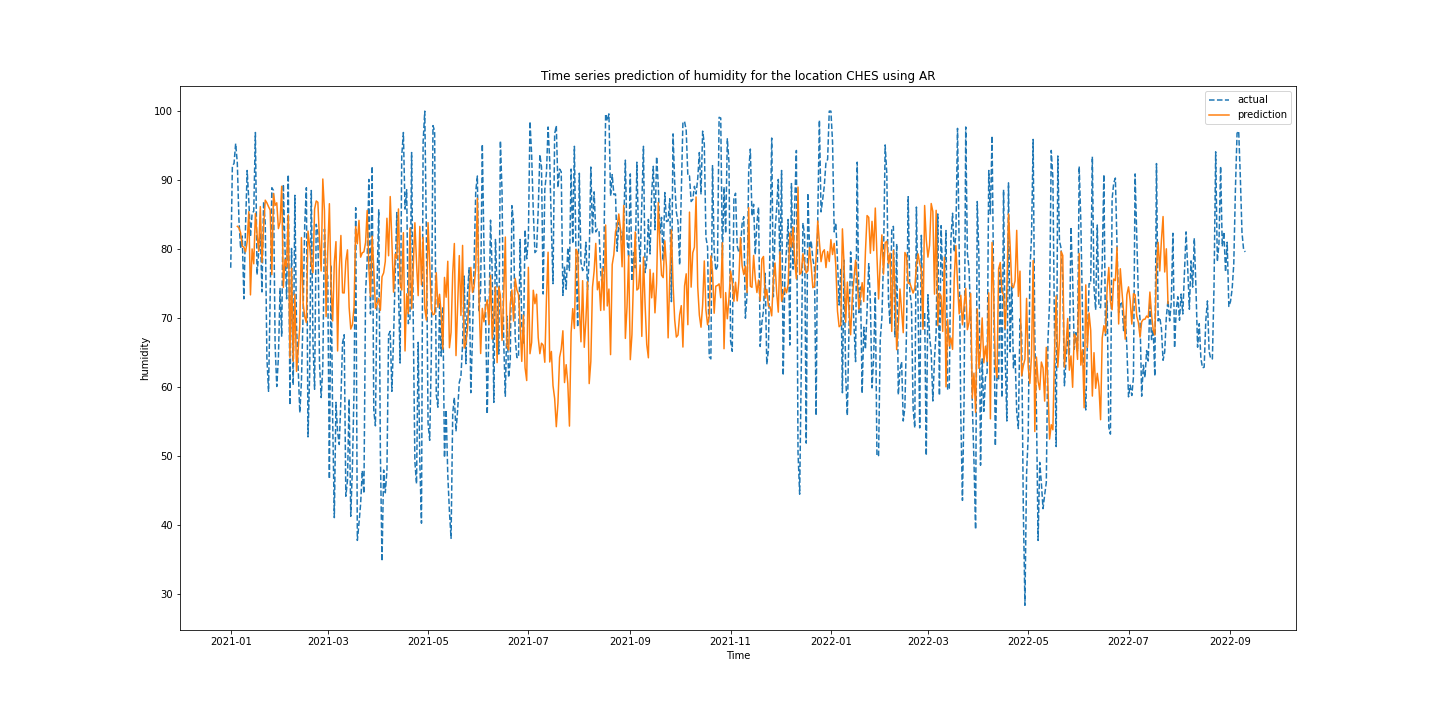 Time series prediction of humidity for the location CHES using AR
actual
prediction
100
90
80
70
60
50
40
30
humidity
2021-01 2021-03 2021-05 2021-07 2021-09 2021-11 2022-01 2022-03 2022-05 2022-07 2022-09
Time